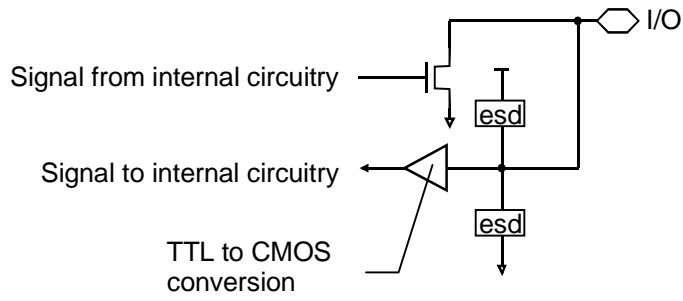 I/O
Signal from internal circuitry
esd
Signal to internal circuitry
esd
TTL to CMOS
conversion